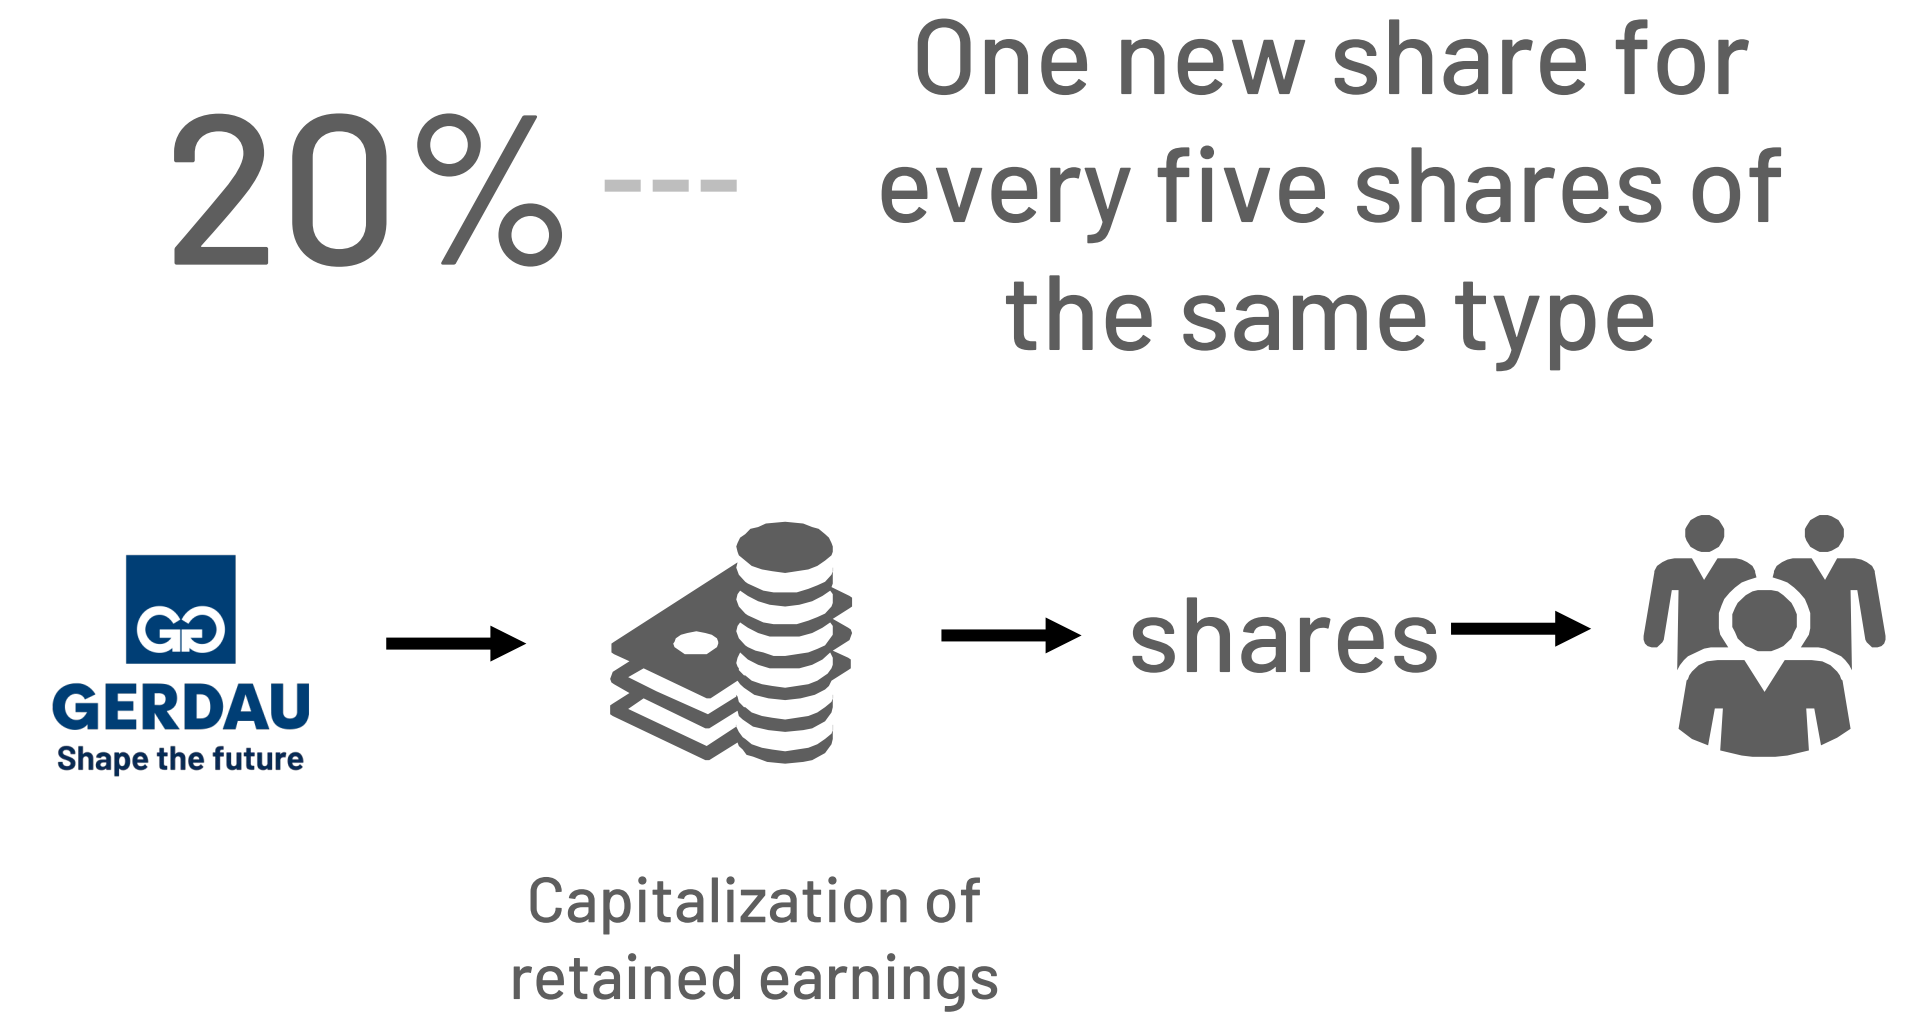 20%
One new share for
every five shares of
the same type
GG
GERDAU
Shape the future
shares
Capitalization of
retained earnings